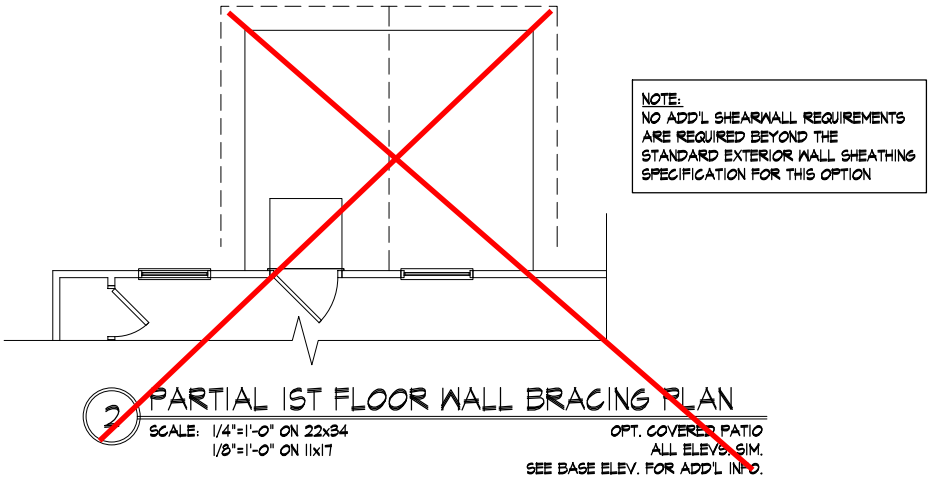 NOTE:
NO ADD'L SHEARWALL REQUIREMENTS
ARE REQUIRED BEYOND THE
STANDARD EXTERIOR WALL SHEATHING
SPECIFICATION FOR THIS OPTION
2
PARTIAL 1ST FLOOR WALL BRACING PLAN
SCALE: 1/4"=1'-0" ON 22x34
1/8"=1'-0" ON 11x17
OPT. COVERED PATIO
ALL ELEVS. SIM.
SEE BASE ELEV. FOR ADD'L INFO.